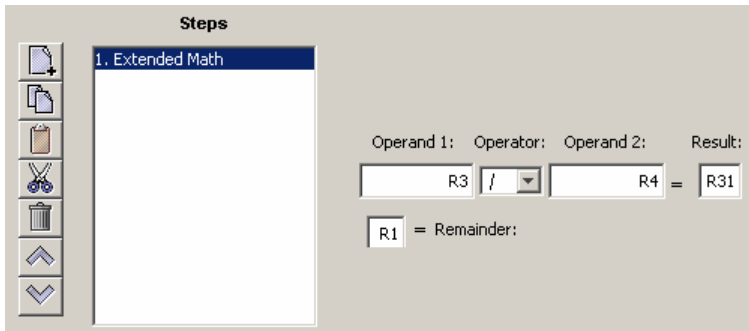 Steps
1. Extended Math
Operand 1: Operator: Operand 2: Result:
R3 / R4 = R31
R1 = Remainder: